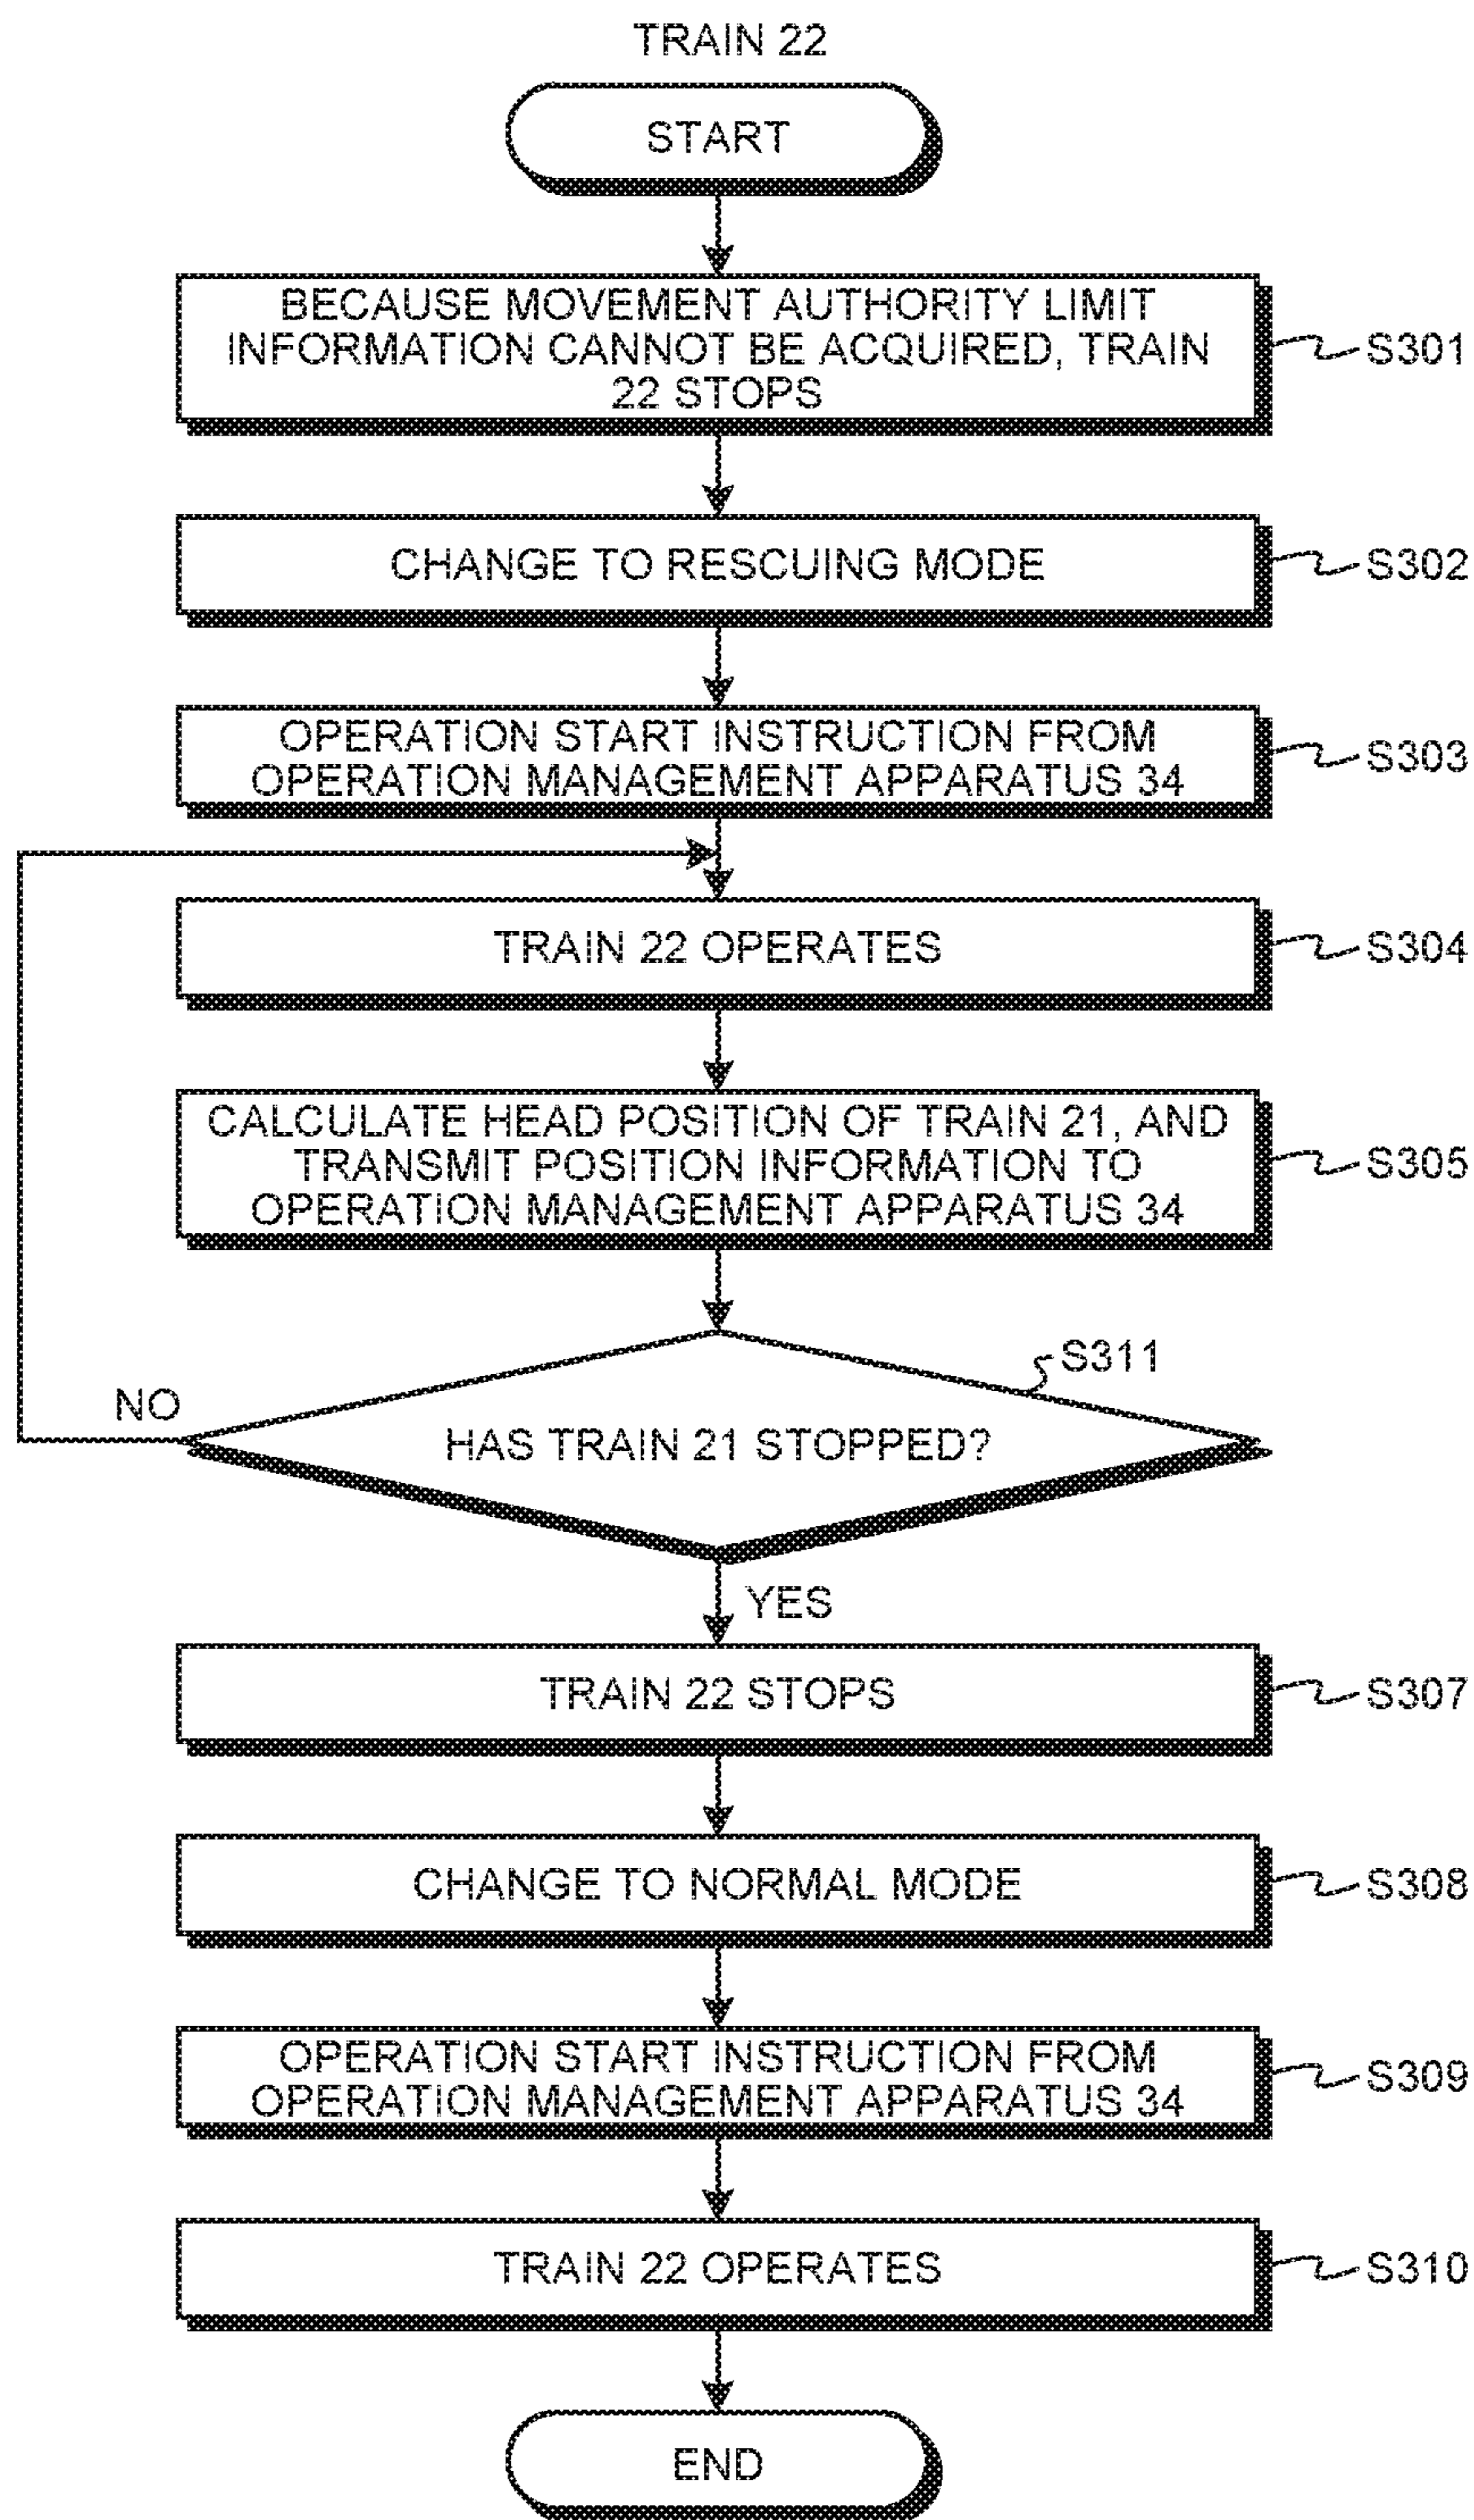 TRAIN 22
START
BECAUSE MOVEMENT AUTHORITY LIMIT
INFORMATION CANNOT BE ACQUIRED, TRAIN
22 STOPS
S301
CHANGE TO RESCUING MODE
S302
OPERATION START INSTRUCTION FROM
OPERATION MANAGEMENT APPARATUS 34
S303
TRAIN 22 OPERATES
S304
CALCULATE HEAD POSITION OF TRAIN 21, AND
TRANSMIT POSITION INFORMATION TO
OPERATION MANAGEMENT APPARATUS 34
S305
S311
NO
HAS TRAIN 21 STOPPED?
YES
TRAIN 22 STOPS
S307
CHANGE TO NORMAL MODE
S308
OPERATION START INSTRUCTION FROM
OPERATION MANAGEMENT APPARATUS 34
S309
TRAIN 22 OPERATES
S310
END